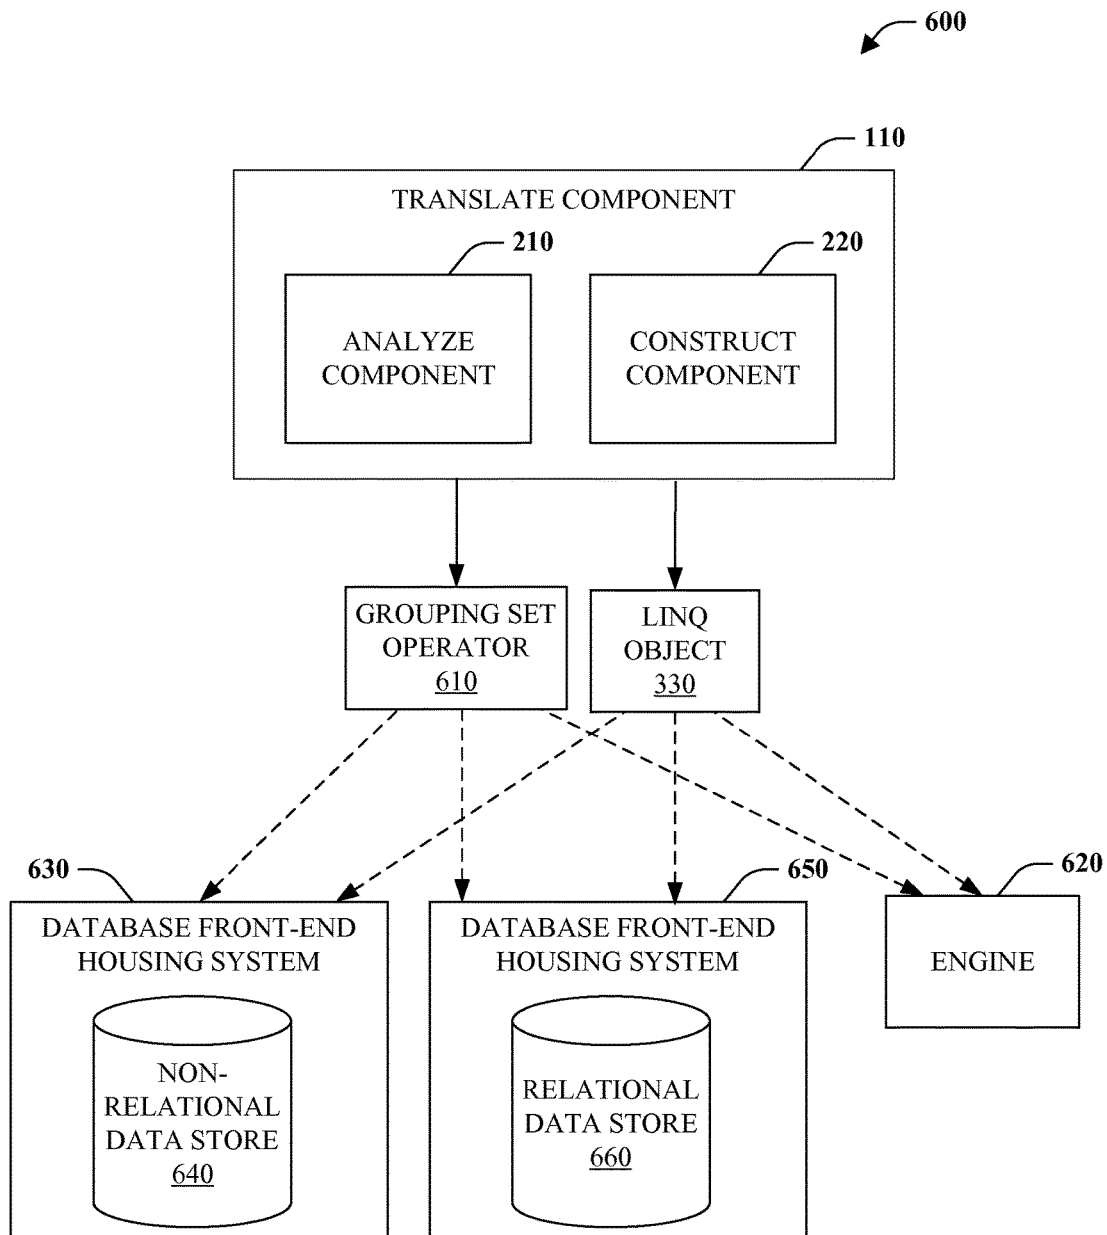 600
110
TRANSLATE COMPONENT
210
220
ANALYZE
COMPONENT
CONSTRUCT
COMPONENT
GROUPING SET
OPERATOR
610
LINQ
OBJECT
330
630
650
620
DATABASE FRONT-END
HOUSING SYSTEM
DATABASE FRONT-END
HOUSING SYSTEM
ENGINE
NON-
RELATIONAL
DATA STORE
640
RELATIONAL
DATA STORE
660